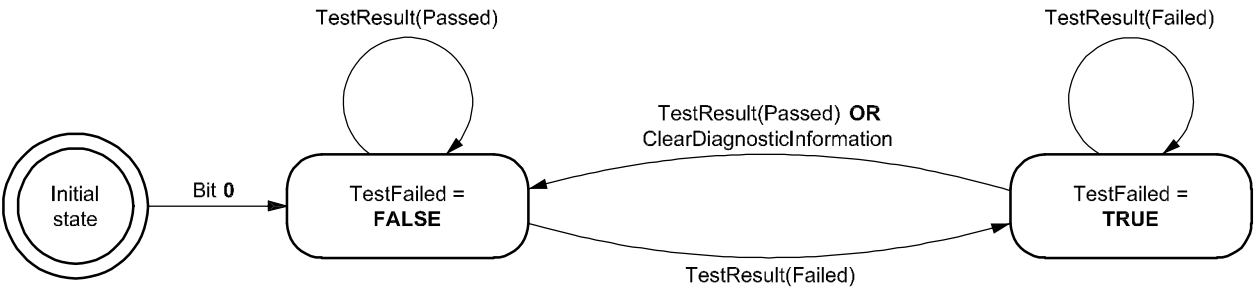 TestResult(Passed)
TestResult(Failed)
TestResult(Passed) OR
ClearDiagnosticInformation
Initial
state
Bit 0
TestFailed =
FALSE
TestFailed =
TRUE
TestResult(Failed)